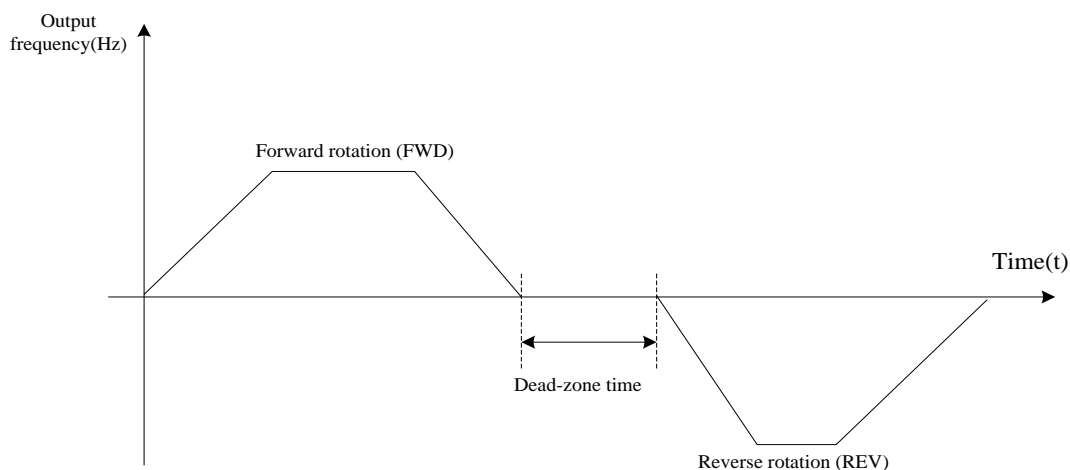 Output
frequency(Hz)
Forward rotation (FWD)
Time(t)
Dead-zone time
Reverse rotation (REV)